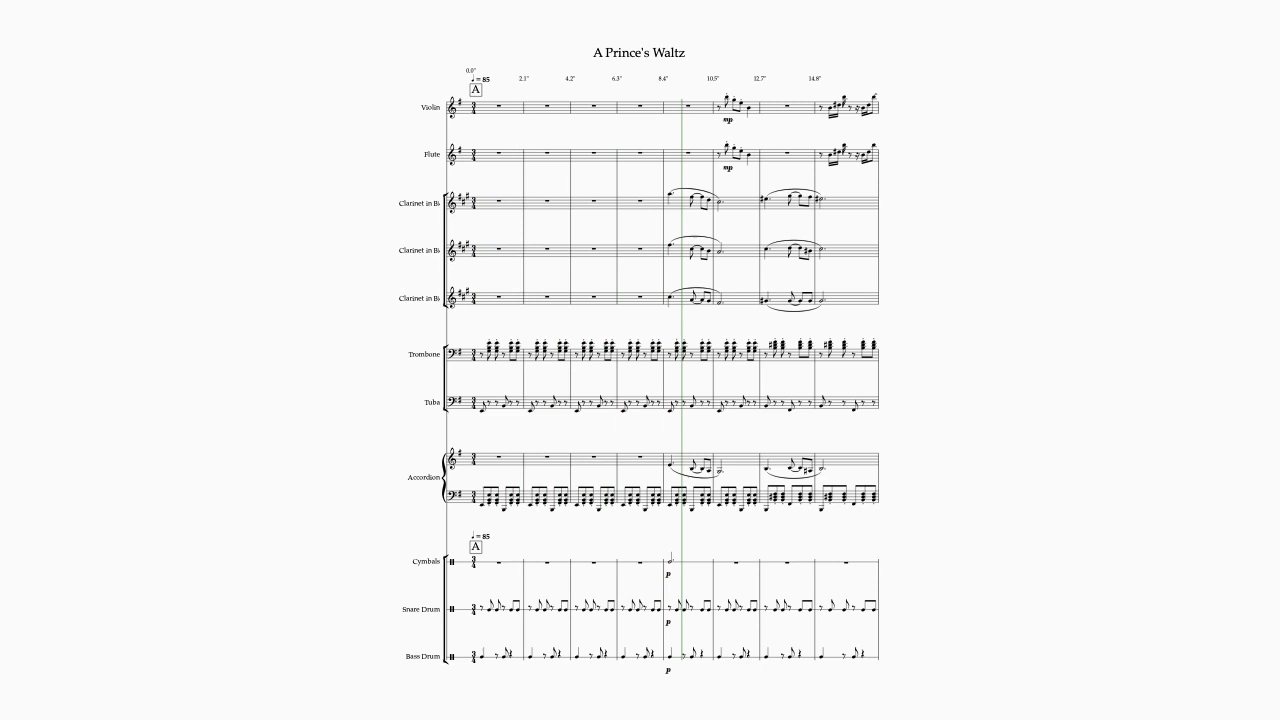 A Prince's Waltz
0.0"
2.1"
4.2"
6.3"
8.4"
10.5"
12.7"
14.8"
♩ = 85
A
Violin
mp
Flute
mp
Clarinet in B♭
Clarinet in B♭
Clarinet in B♭
Trombone
Tuba
Accordion
♩ = 85
A
Cymbals
p
Snare Drum
p
Bass Drum
p